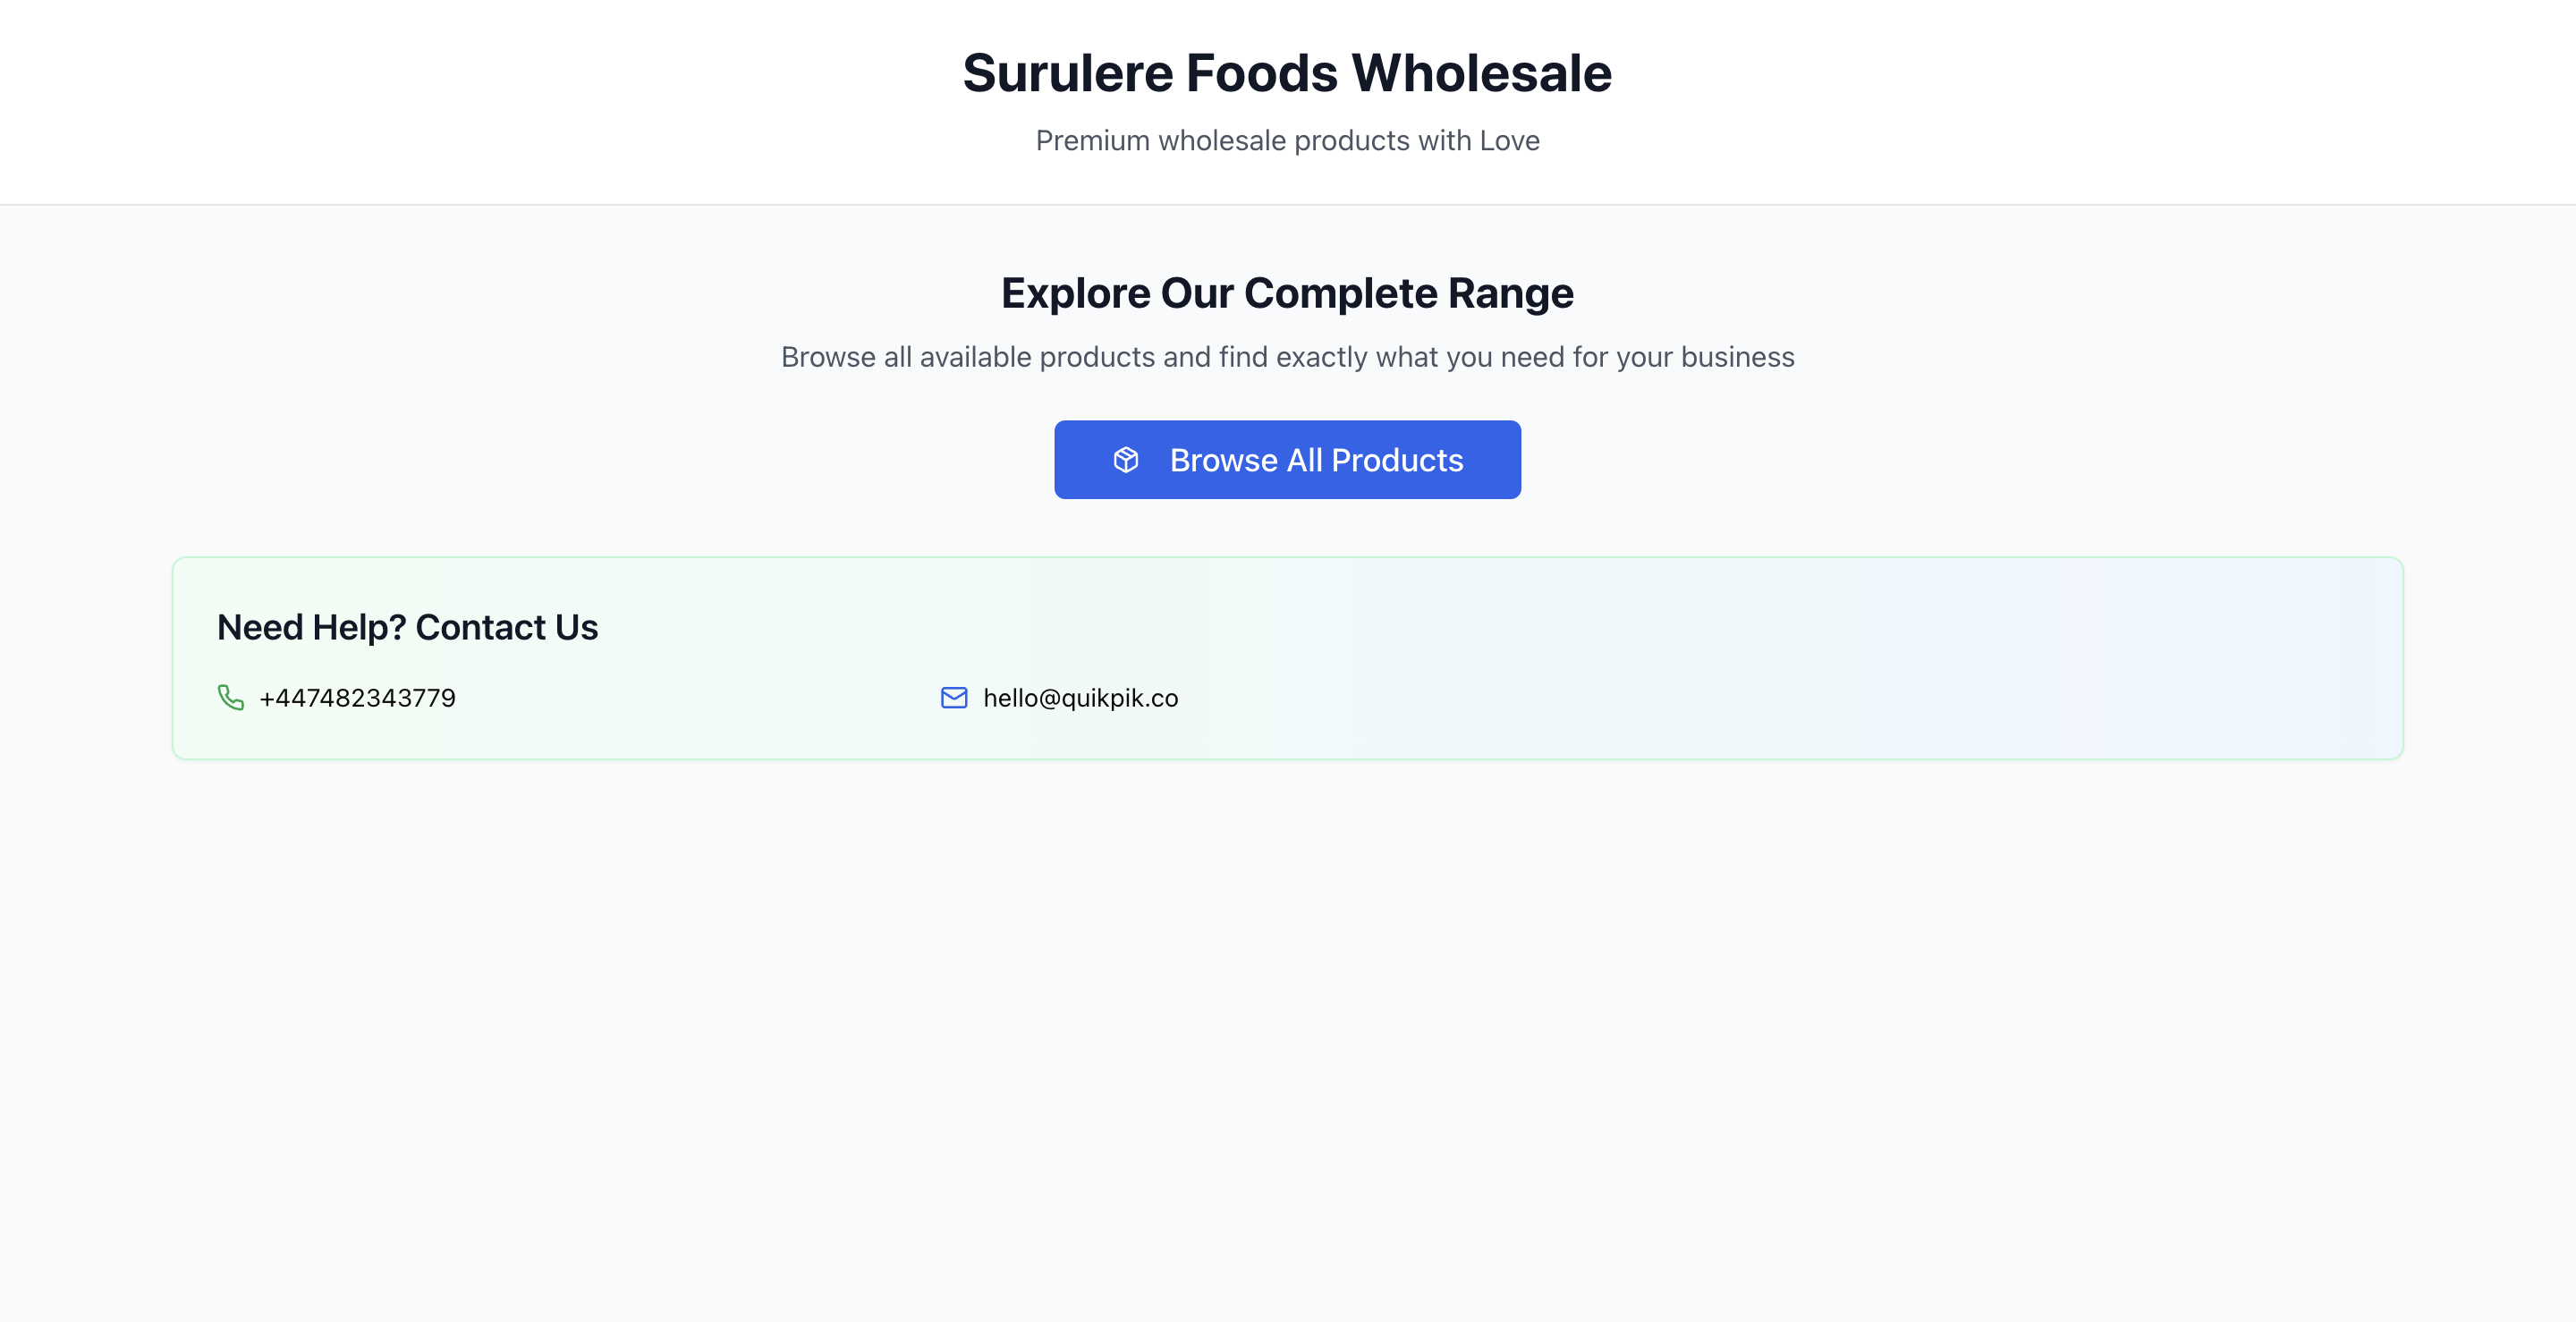 Surulere Foods Wholesale
Premium wholesale products with Love
Explore Our Complete Range
Browse all available products and find exactly what you need for your business
Browse All Products
Need Help? Contact Us
+447482343779
hello@quikpik.co